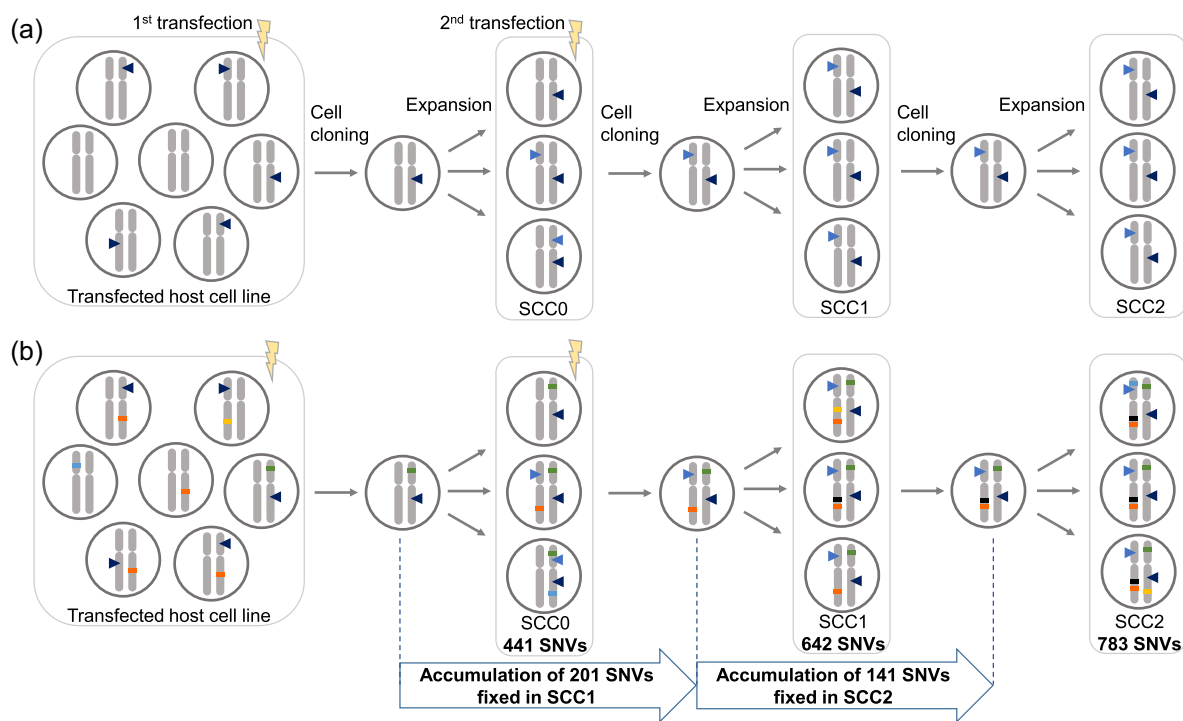 (a)
1st transfection
2nd transfection
Cell
cloning
Expansion
Cell
cloning
Expansion
Cell
cloning
Expansion
Transfected host cell line
SCC0
SCC1
SCC2
(b)
Transfected host cell line
SCC0
441 SNVs
SCC1
642 SNVs
SCC2
783 SNVs
Accumulation of 201 SNVs
fixed in SCC1
Accumulation of 141 SNVs
fixed in SCC2